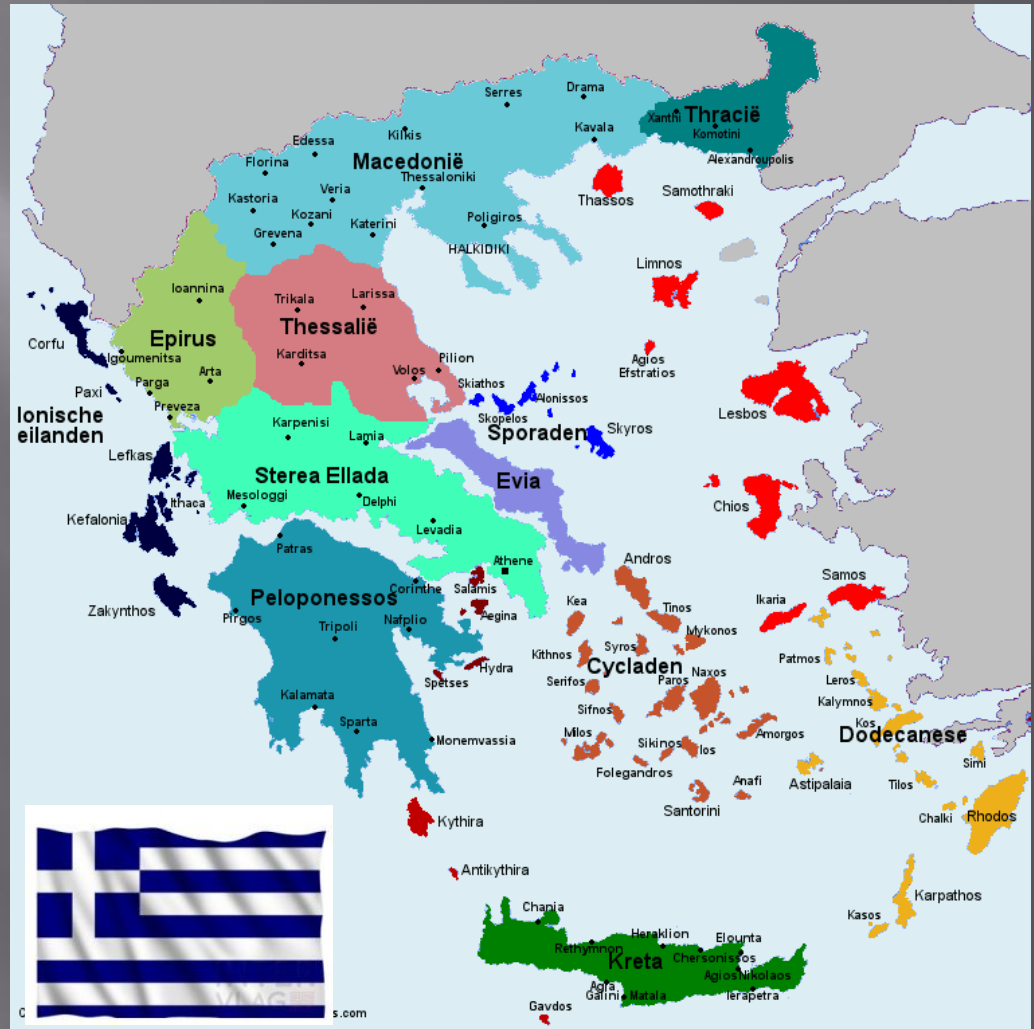 Serres
Drama
Xanthi
Thracië
Komotini
Alexandroupolis
Kavala
Kilkis
Edessa
Macedonië
Florina
Thessaloniki
Veria
Kastoria
Kozani
Grevena
Katerini
Poligiros
HALKIDIKI
Thassos
Samothraki
Limnos
Ioannina
Trikala
Larissa
Thessalië
Epirus
Corfu
Igoumenitsa
Karditsa
Arta
Parga
Paxi
Preveza
Volos
Pilion
Agios
Efstratios
Skiathos
Alonissos
Skopelos
Lesbos
Ionische
eilanden
Karpenisi
Lamia
Sporaden
Skyros
Lefkas
Sterea Ellada
Evia
Mesologgi
Delphi
Ithaca
Kefalonia
Levadia
Chios
Patras
Athene
Andros
Samos
Zakynthos
Peloponessos
Corinthe
Salamis
Aegina
Kea
Tinos
Ikaria
Pirgos
Tripoli
Nafplio
Mykonos
Syros
Kithnos
Cycladen
Patmos
Hydra
Spetses
Serifos
Paros
Naxos
Leros
Kalymnos
Kalamata
Sparta
Sifnos
Kos
Milos
Monemvassia
Sikinos
Ios
Amorgos
Dodecanese
Folegandros
Simi
Anafi
Astipalaia
Tilos
Santorini
Chalki
Rhodos
Kythira
Antikythira
Karpathos
Kasos
Chania
Heraklion
Elounta
Rethymnon
Kreta
Chersonissos
Agios Nikolaos
Agia
Galini
Matala
Ierapetra
Gavdos
VLAG
s.com